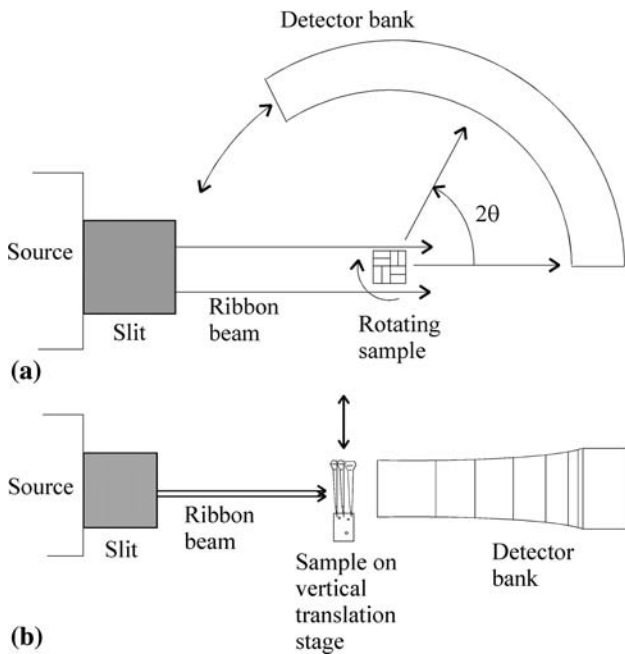 Detector bank
2θ
Source
Ribbon
beam
Slit
Rotating
sample
(a)
Source
Ribbon
beam
Slit
Sample on
vertical
translation
stage
Detector
bank
(b)